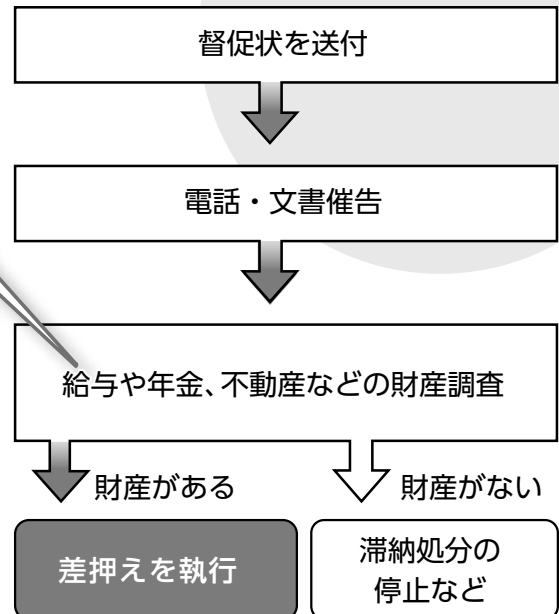 督促状を送付
電話・文書催告
給与や年金、不動産などの財産調査
財産がある
財産がない
差押えを執行
滞納処分の
停止など